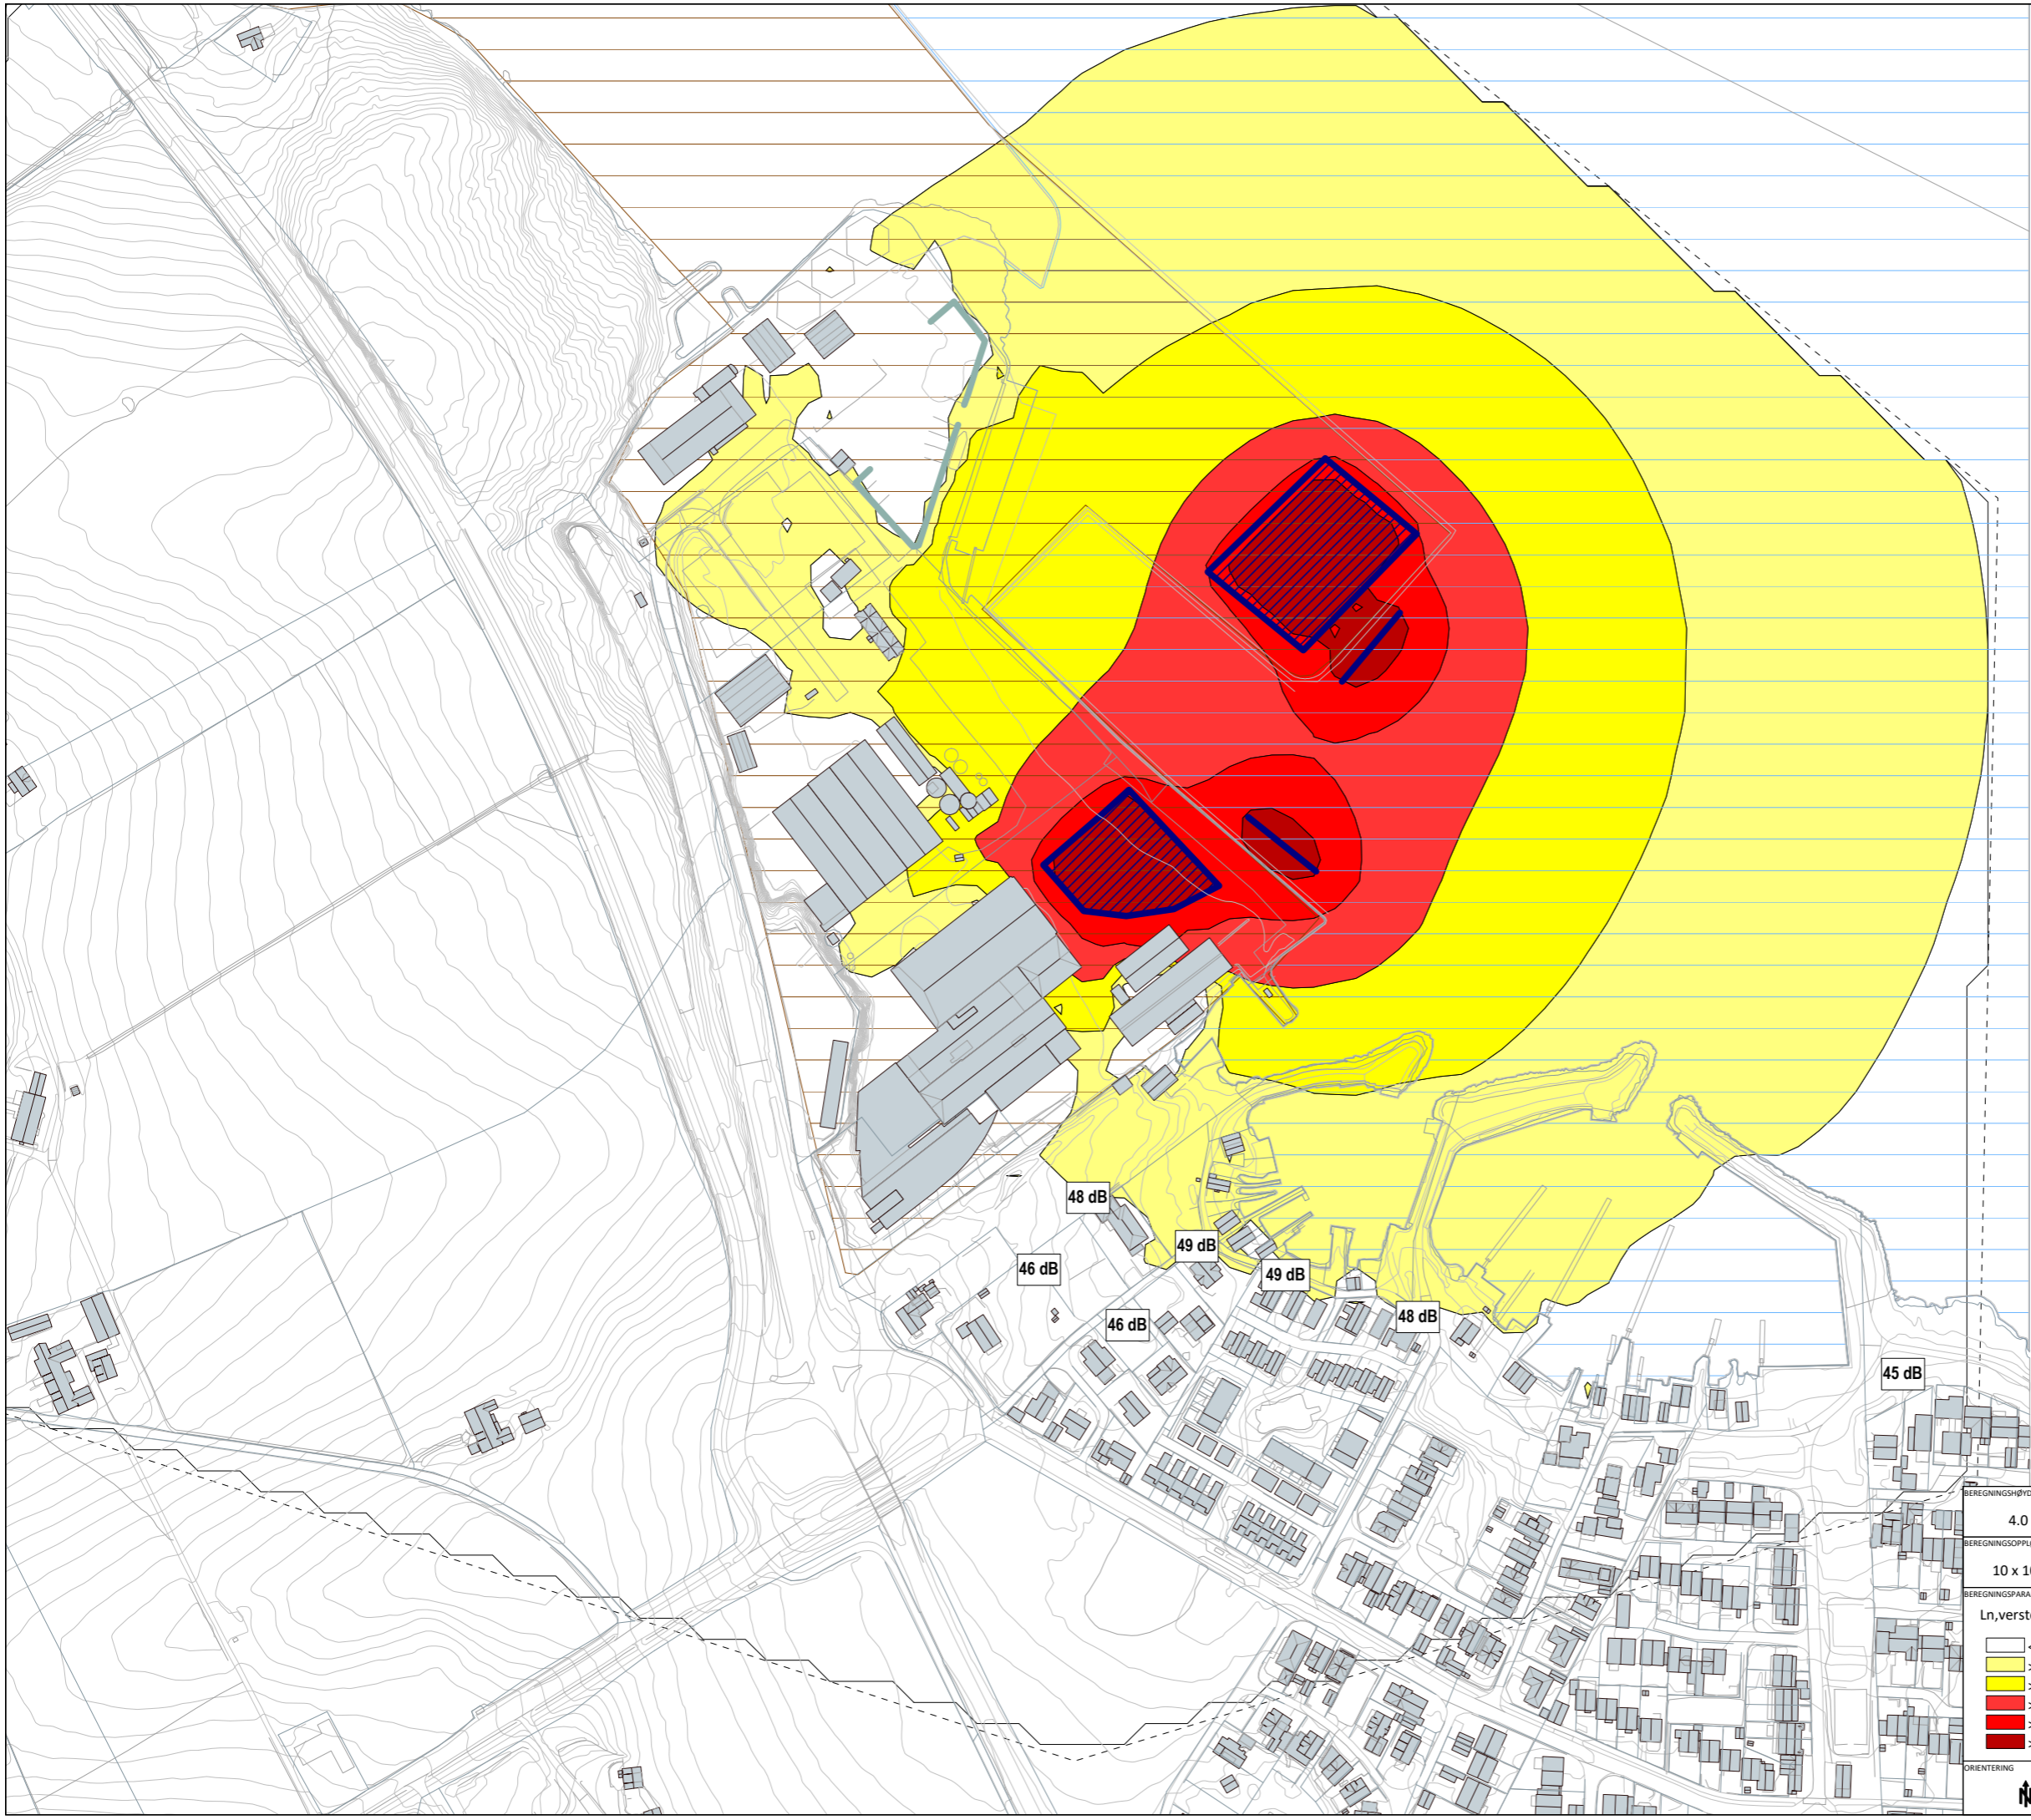 48 dB
49 dB
46 dB
49 dB
46 dB
48 dB
45 dB
BEREGNINGSHØYD
4.0
BEREGNINGSOPPL
10 x 1
BEREGNINGSPARA
Ln,verst
ORIENTERING
N